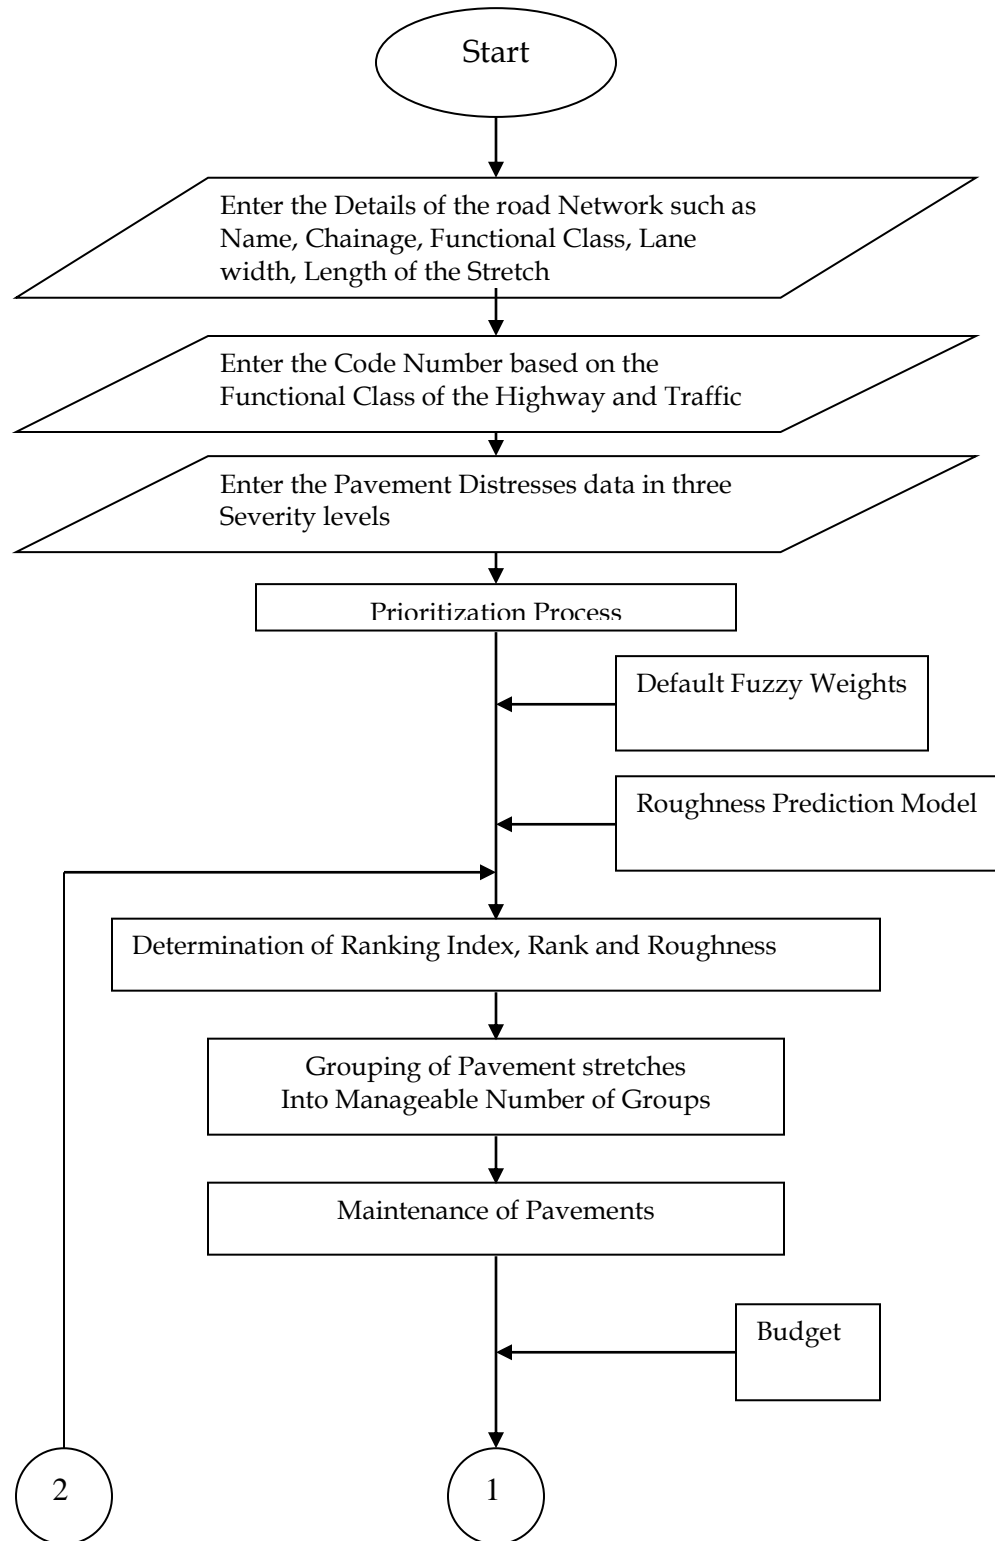 Start
Enter the Details of the road Network such as
Name, Chainage, Functional Class, Lane
width, Length of the Stretch
Enter the Code Number based on the
Functional Class of the Highway and Traffic
Enter the Pavement Distresses data in three
Severity levels
Prioritization Process
Default Fuzzy Weights
Roughness Prediction Model
Determination of Ranking Index, Rank and Roughness
Grouping of Pavement stretches
Into Manageable Number of Groups
Maintenance of Pavements
Budget
2
1